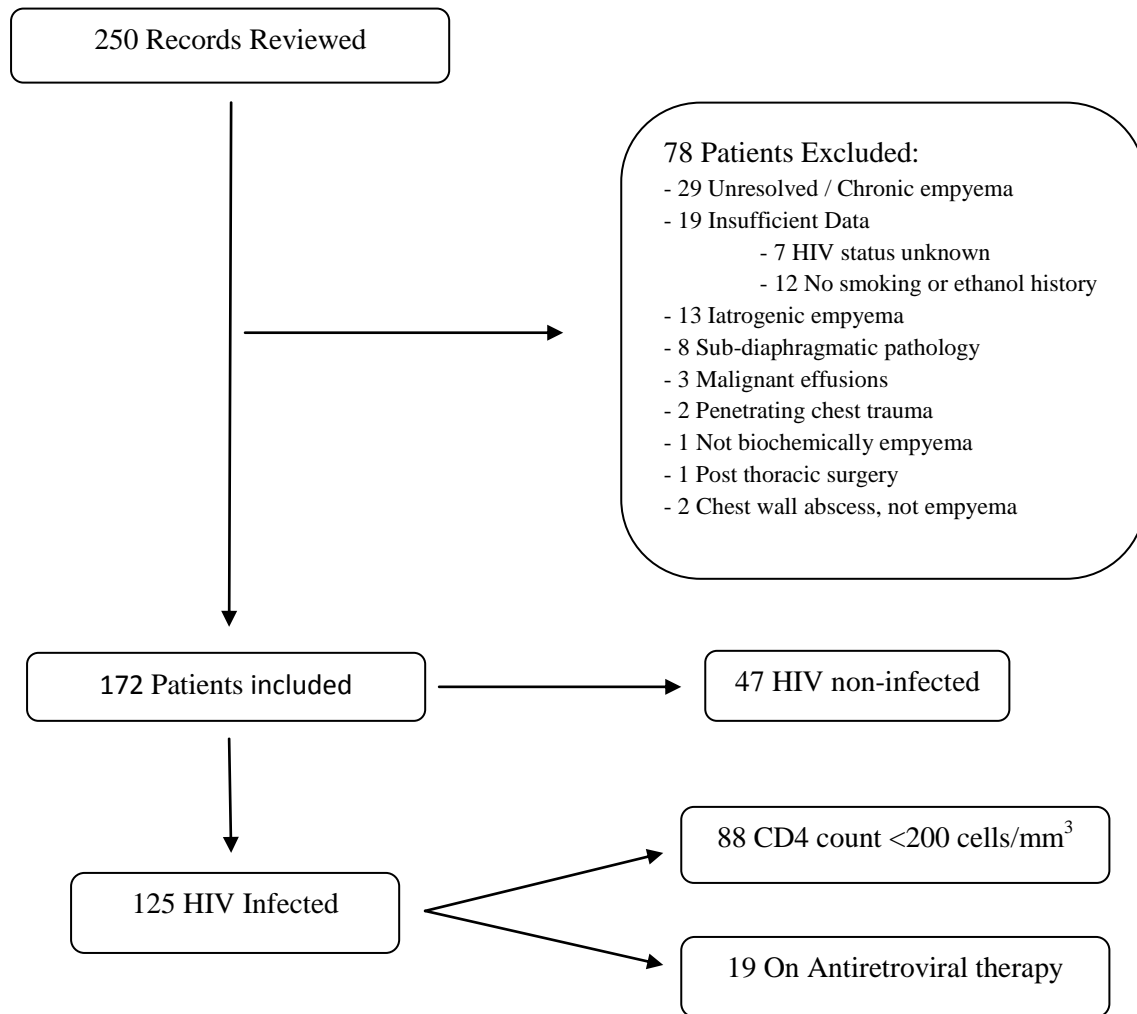 250 Records Reviewed
78 Patients Excluded:
- 29 Unresolved / Chronic empyema
- 19 Insufficient Data
- 7 HIV status unknown
- 12 No smoking or ethanol history
- 13 Iatrogenic empyema
- 8 Sub-diaphragmatic pathology
- 3 Malignant effusions
- 2 Penetrating chest trauma
- 1 Not biochemically empyema
- 1 Post thoracic surgery
- 2 Chest wall abscess, not empyema
172 Patients included
47 HIV non-infected
88 CD4 count <200 cells/mm³
125 HIV Infected
19 On Antiretroviral therapy